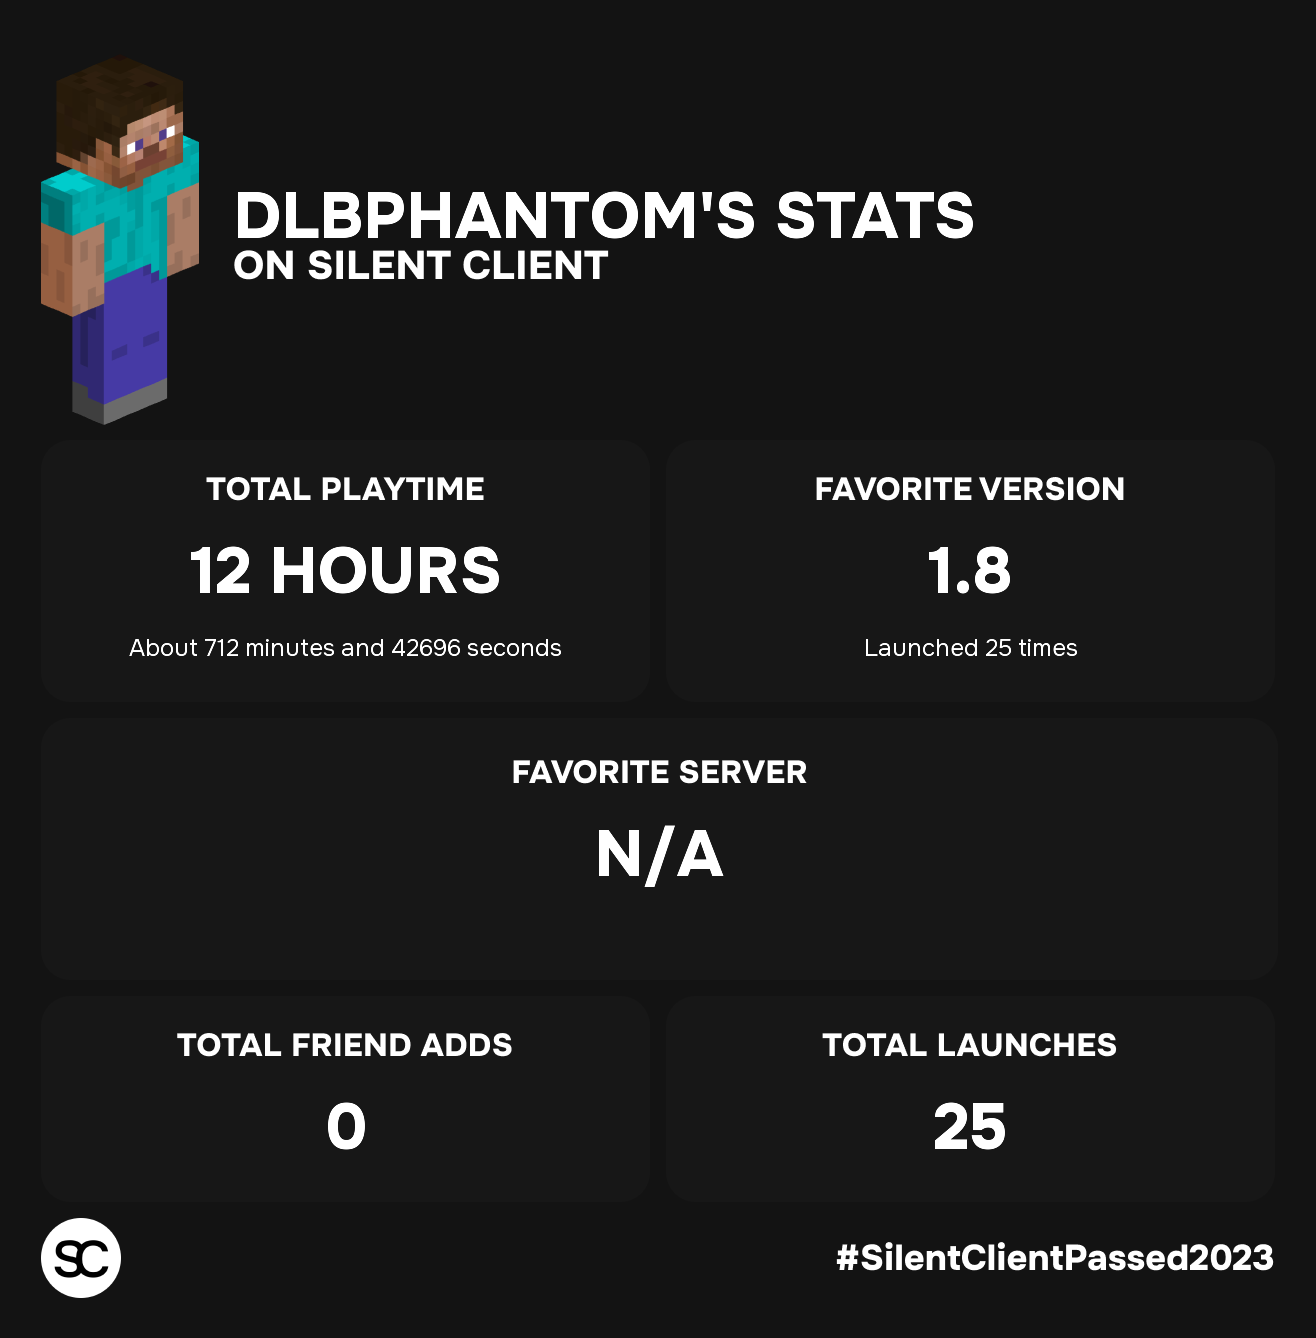 DLBPHANTOM'S STATS
ON SILENT CLIENT
TOTAL PLAYTIME
12 HOURS
About 712 minutes and 42696 seconds
FAVORITE VERSION
1.8
Launched 25 times
FAVORITE SERVER
N/A
TOTAL FRIEND ADDS
0
TOTAL LAUNCHES
25
SC
#SilentClientPassed2023